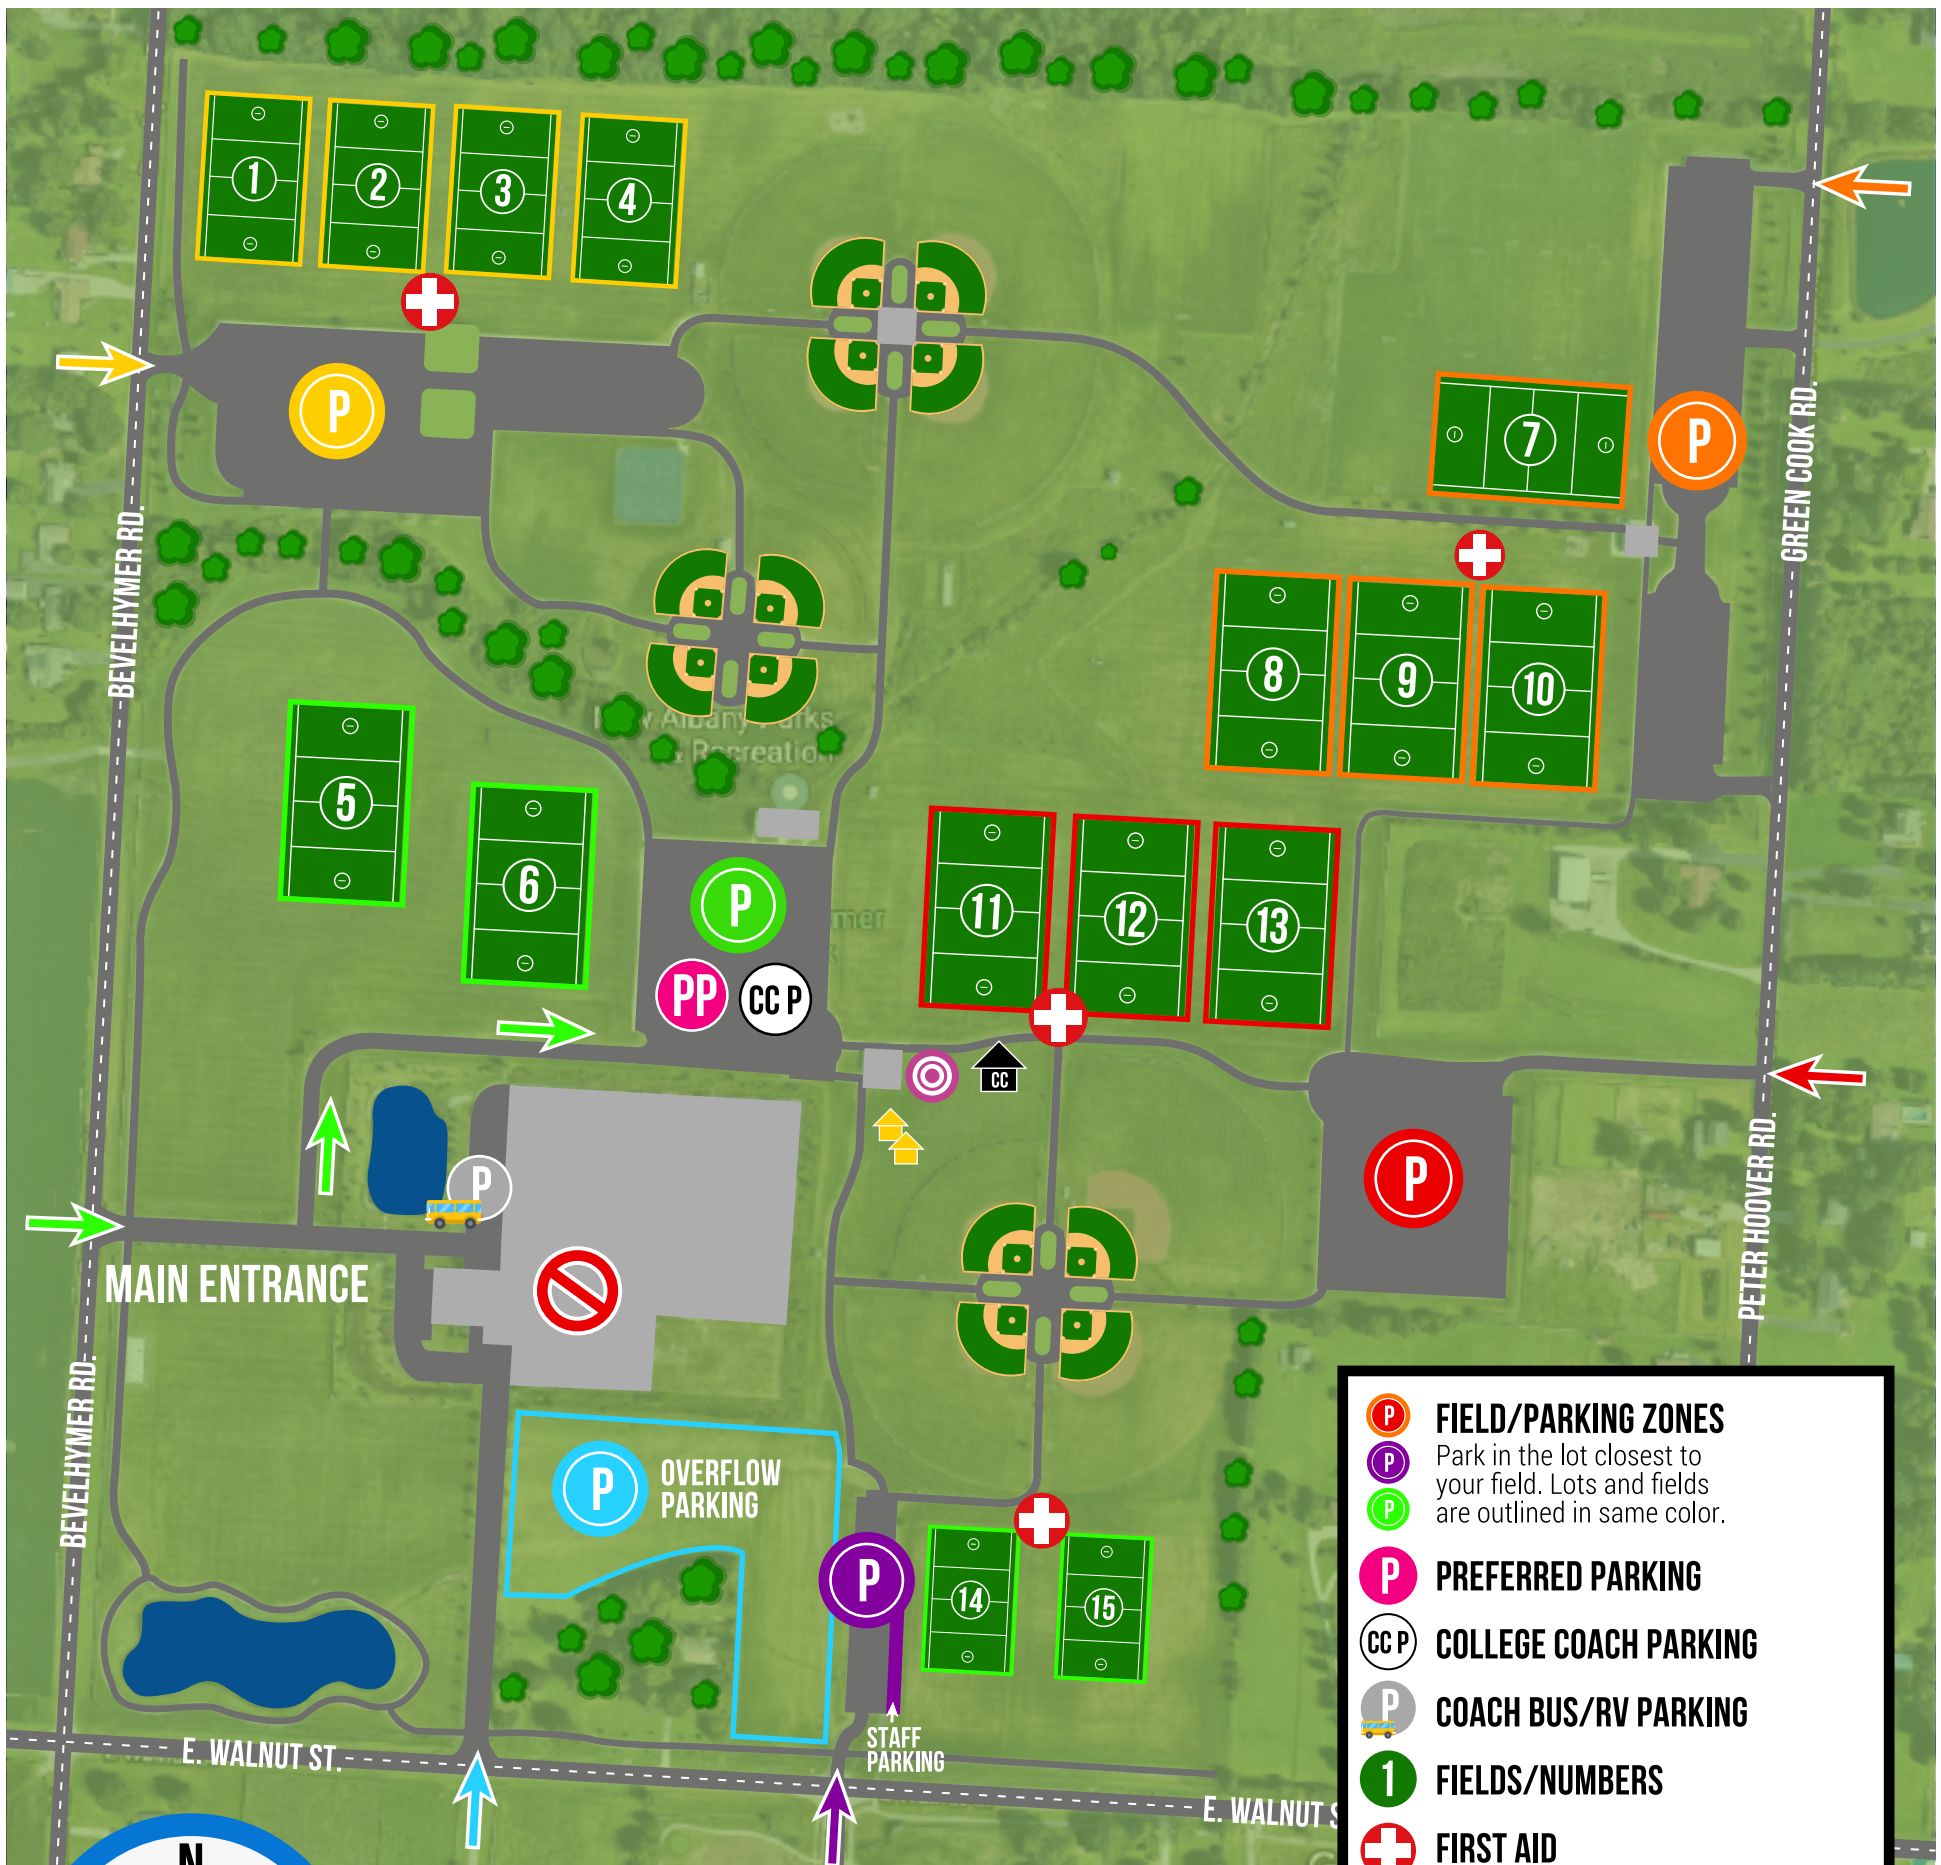 1
2
3
4
P
7
P
GREEN COOK RD.
BEVELHYMER RD.
8
9
10
Albany
Recreation
5
6
P
PP
CC P
11
12
13
CC
P
P
MAIN ENTRANCE
PETER HOOVER RD.
BEVELHYMER RD.
P
OVERFLOW
PARKING
P
14
15
STAFF
PARKING
E. WALNUT ST.
E. WALNUT S
N
P
FIELD/PARKING ZONES
P
Park in the lot closest to
your field. Lots and fields
P
are outlined in same color.
P
PREFERRED PARKING
CC P
COLLEGE COACH PARKING
P
COACH BUS/RV PARKING
1
FIELDS/NUMBERS
FIRST AID